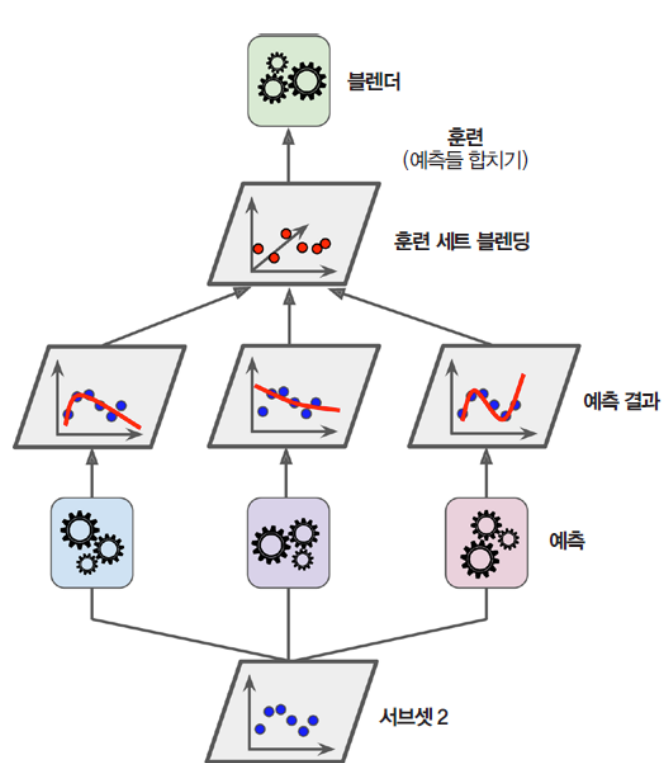 블렌더
훈련
(예측들 합치기)
훈련 세트 블렌딩
예측 결과
예측
서브셋 2